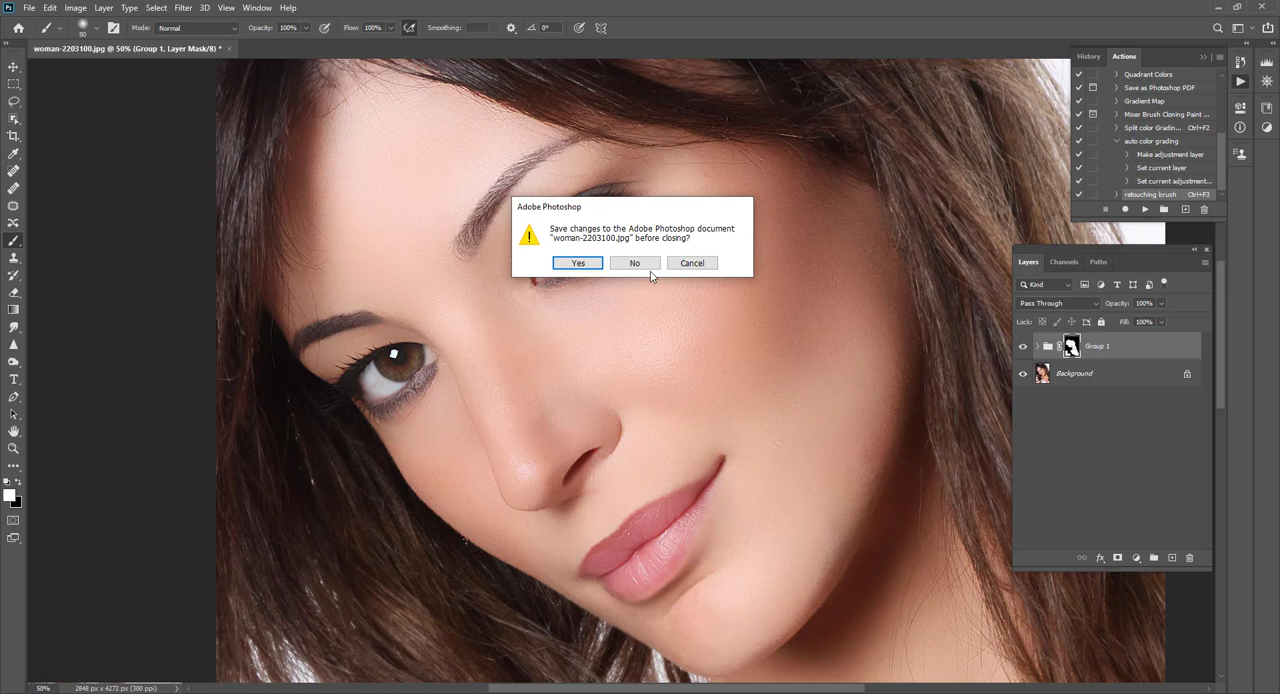 Ps File Edit Image Layer Type Select Filter 3D View Window Help
80 Mode: Normal Opacity: 100% Flow: 100% Smoothing: 0°
woman-2203100.jpg @ 50% (Group 1, Layer Mask/8) * ×
History Actions
Quadrant Colors
Save as Photoshop PDF
Gradient Map
Mixer Brush Cloning Paint ...
Split color Gradin... Ctrl+F2
auto color grading
Make adjustment layer
Set current layer
Set current adjustment...
retouching brush Ctrl+F3
Adobe Photoshop
Save changes to the Adobe Photoshop document
"woman-2203100.jpg" before closing?
Yes No Cancel
Layers Channels Paths
Kind
Pass Through Opacity: 100%
Lock: Fill: 100%
Group 1
Background
fx
50% 2848 px x 4272 px (300 ppi)